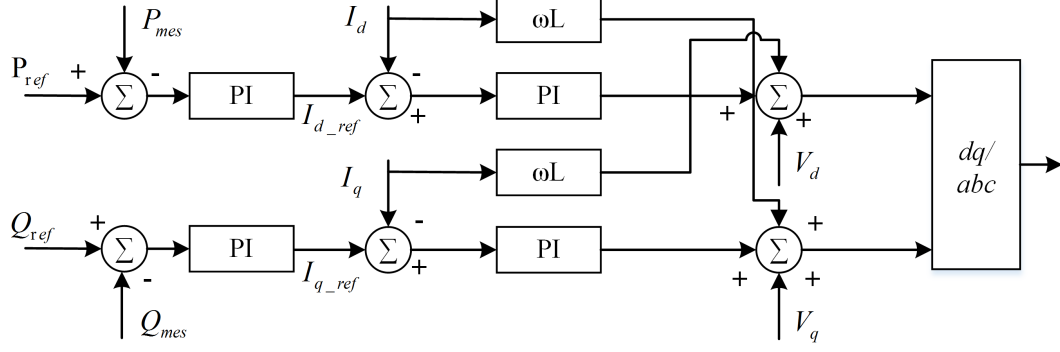 P_mes
I_d
ωL
P_ref
+
-
Σ
PI
I_d_ref
-
Σ
+
PI
+
Σ
+
V_d
I_q
ωL
dq/
abc
Q_ref
+
Σ
-
PI
I_q_ref
-
Σ
+
PI
+
+
Σ
+
V_q
Q_mes